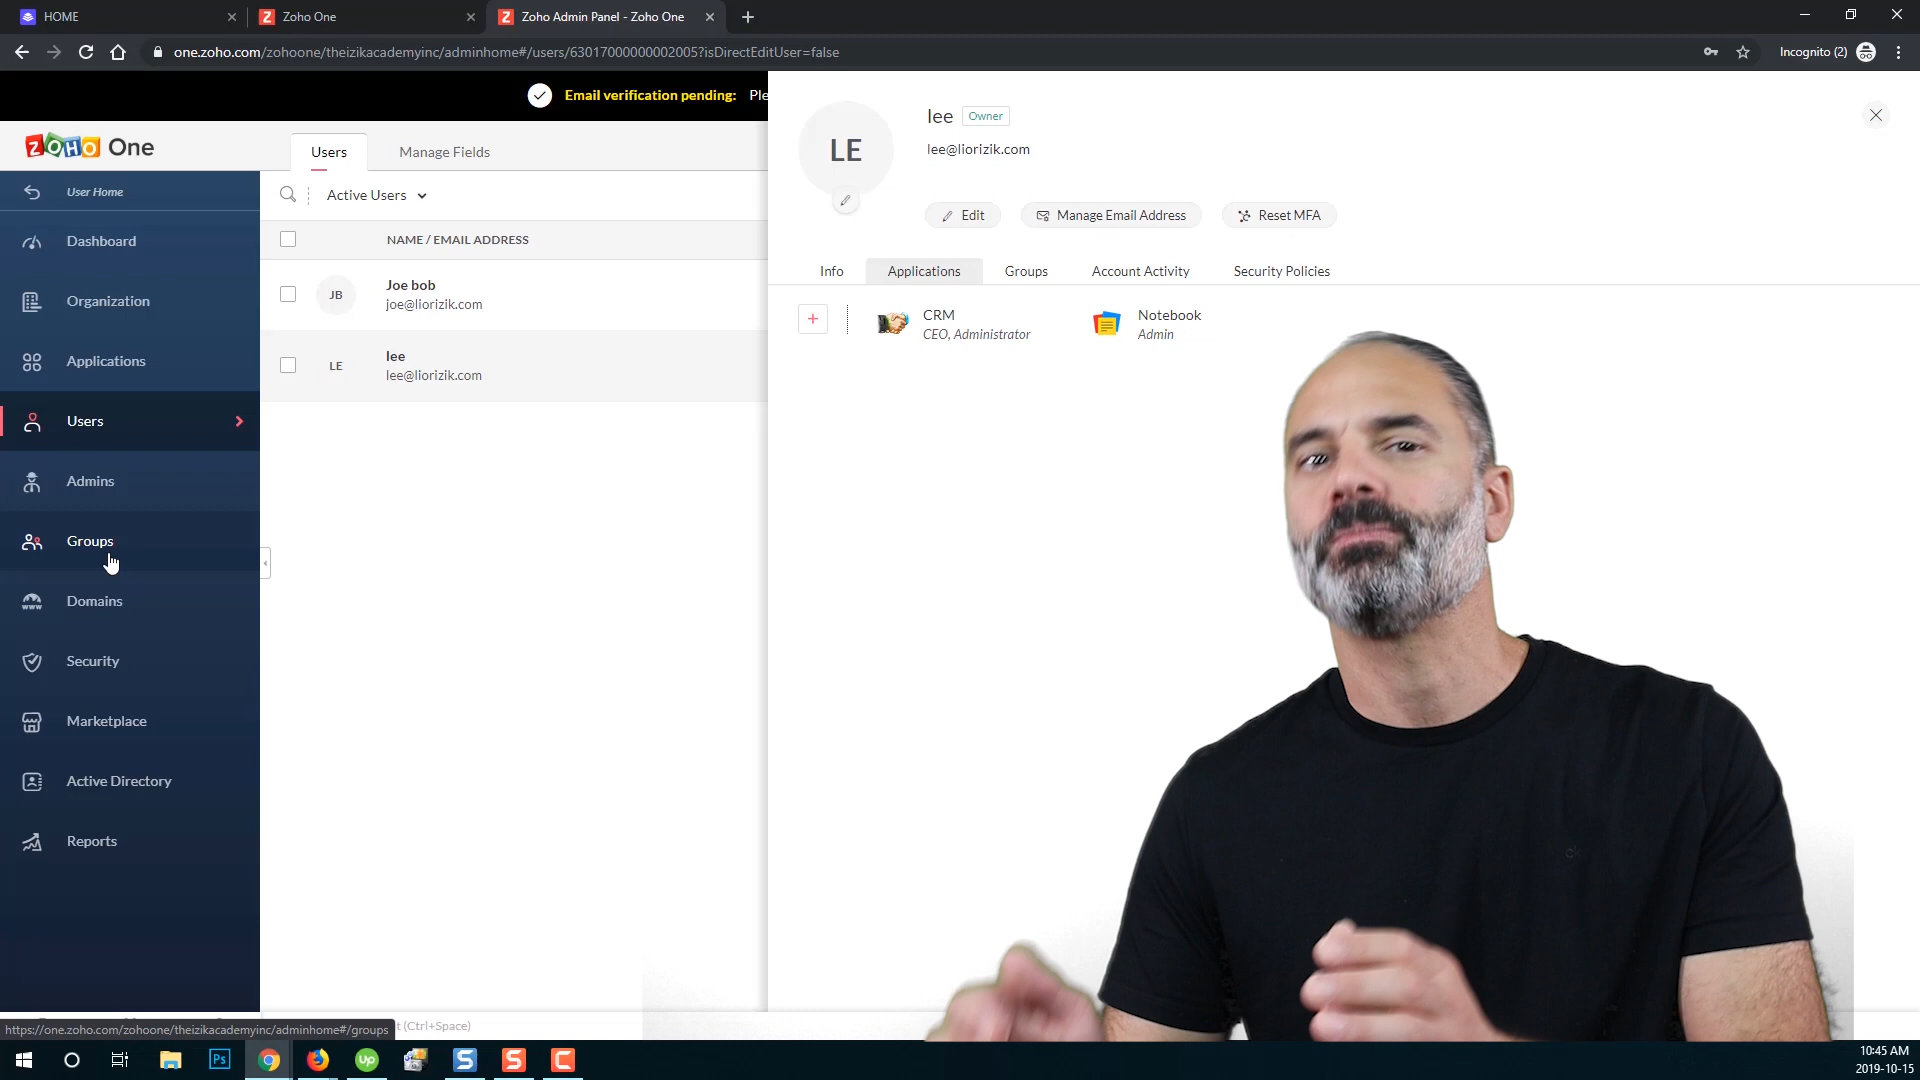 HOME
Zoho One
Zoho Admin Panel - Zoho One
one.zoho.com/zohoone/theizikacademyinc/adminhome#/users/63017000000002005?isDirectEditUser=false
Incognito (2)
Email verification pending: Ple
ZOHO One
Users
Manage Fields
User Home
Dashboard
Organization
Applications
Users
Admins
Groups
Domains
Security
Marketplace
Active Directory
Reports
Active Users
NAME / EMAIL ADDRESS
JB
Joe bob
joe@liorizik.com
LE
lee
lee@liorizik.com
LE
lee
Owner
lee@liorizik.com
Edit
Manage Email Address
Reset MFA
Info
Applications
Groups
Account Activity
Security Policies
CRM
CEO, Administrator
Notebook
Admin
https://one.zoho.com/zohoone/theizikacademyinc/adminhome#/groups
(Ctrl+Space)
Ps
up
S
S
C
10:45 AM
2019-10-15